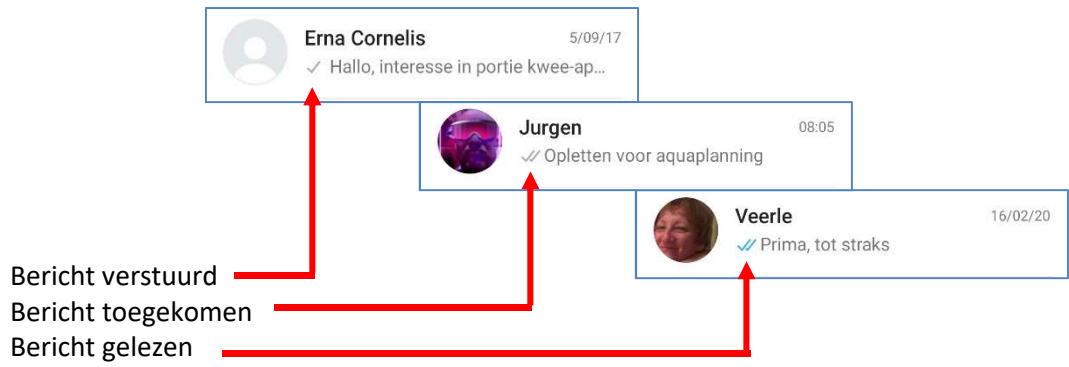 Erna Cornelis 5/09/17
Hallo, interesse in portie kwee-ap...
Jurgen 08:05
Opletten voor aquaplanning
Veerle 16/02/20
Prima, tot straks
Bericht verstuurd
Bericht toegekomen
Bericht gelezen